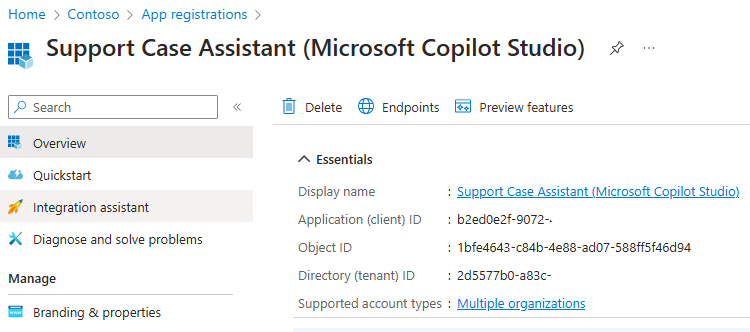 Home > Contoso > App registrations >
Support Case Assistant (Microsoft Copilot Studio)
Search
Delete Endpoints Preview features
Overview
Quickstart
Integration assistant
Diagnose and solve problems
Manage
Branding & properties
Essentials
Display name : Support Case Assistant (Microsoft Copilot Studio)
Application (client) ID : b2ed0e2f-9072-
Object ID : 1bfe4643-c84b-4e88-ad07-588ff5f46d94
Directory (tenant) ID : 2d5577b0-a83c-
Supported account types : Multiple organizations